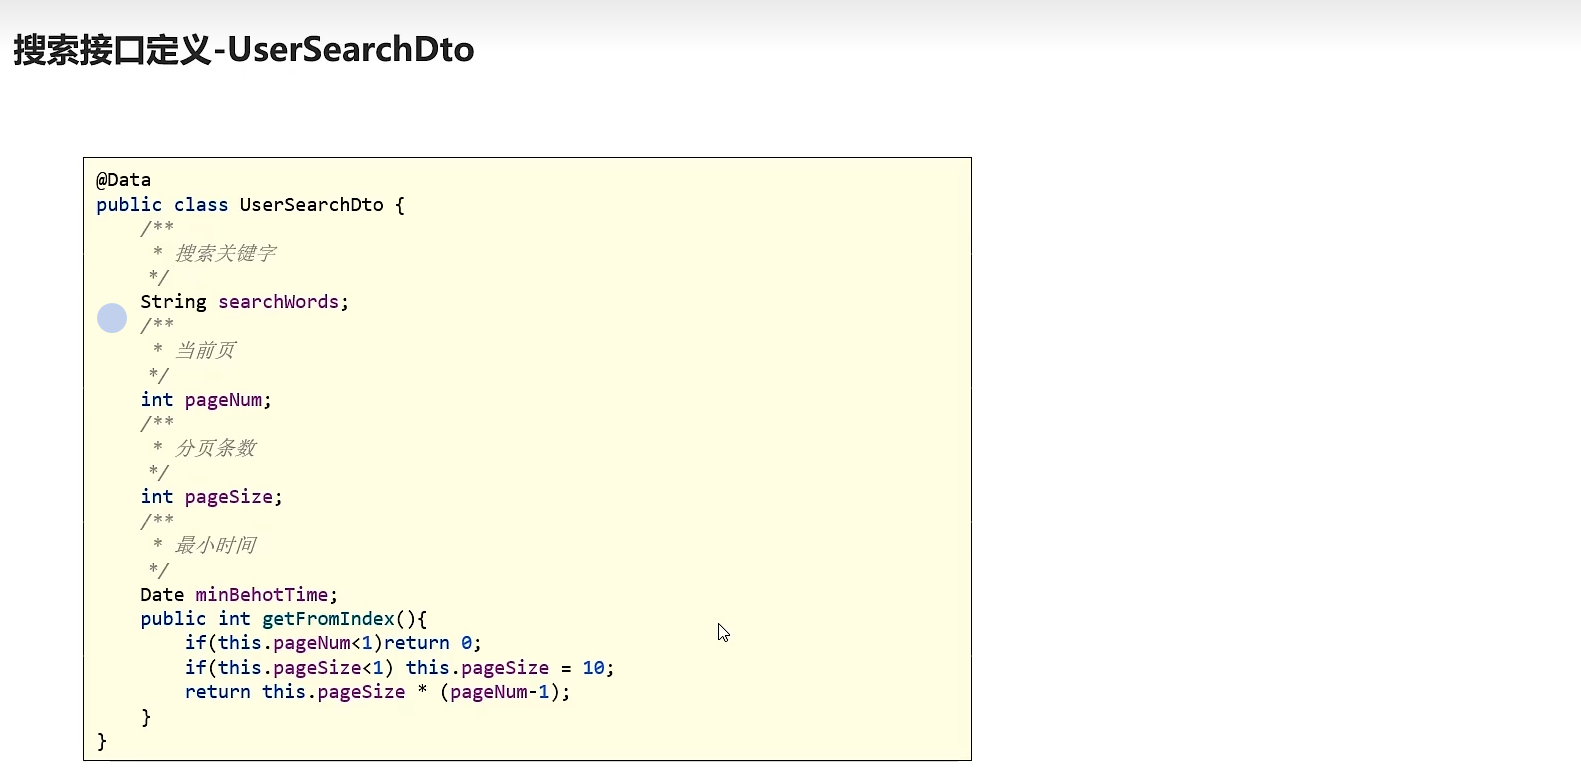 搜索接口定义-UserSearchDto
@Data
public class UserSearchDto {
    /**
     * 搜索关键字
     */
    String searchWords;
    /**
     * 当前页
     */
    int pageNum;
    /**
     * 分页条数
     */
    int pageSize;
    /**
     * 最小时间
     */
    Date minBehotTime;
    public int getFromIndex(){
        if(this.pageNum<1)return 0;
        if(this.pageSize<1) this.pageSize = 10;
        return this.pageSize * (pageNum-1);
    }
}